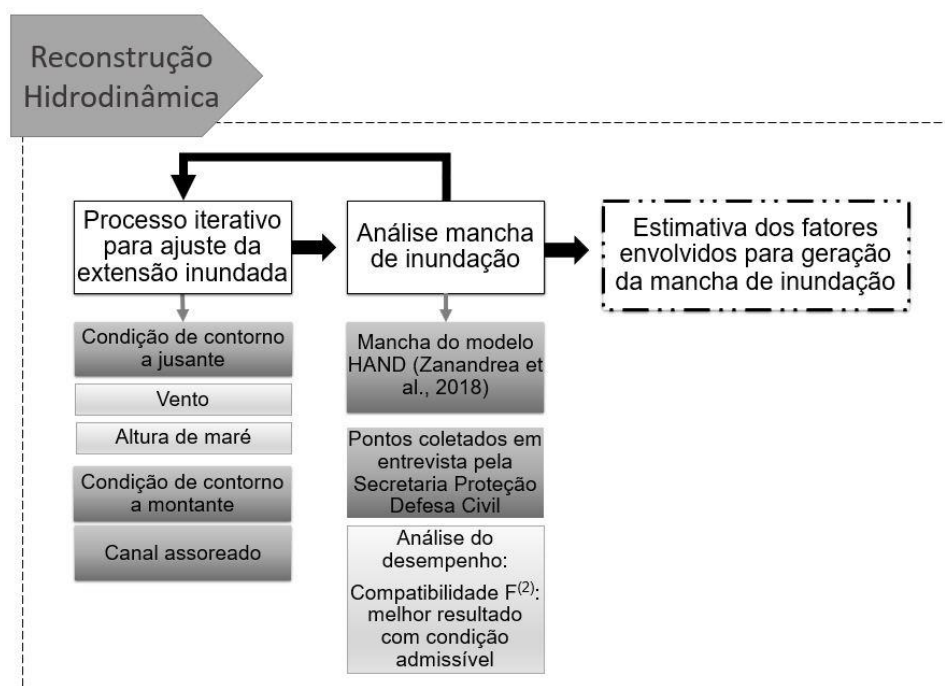 Reconstrução
Hidrodinâmica
Processo iterativo
para ajuste da
extensão inundada
Condição de contorno
a jusante
Vento
Altura de maré
Condição de contorno
a montante
Canal assoreado
Análise mancha
de inundação
Mancha do modelo
HAND (Zanandrea et
al., 2018)
Pontos coletados em
entrevista pela
Secretaria Proteção
Defesa Civil
Análise do
desempenho:
Compatibilidade F(2):
melhor resultado
com condição
admissível
Estimativa dos fatores
envolvidos para geração
da mancha de inundação